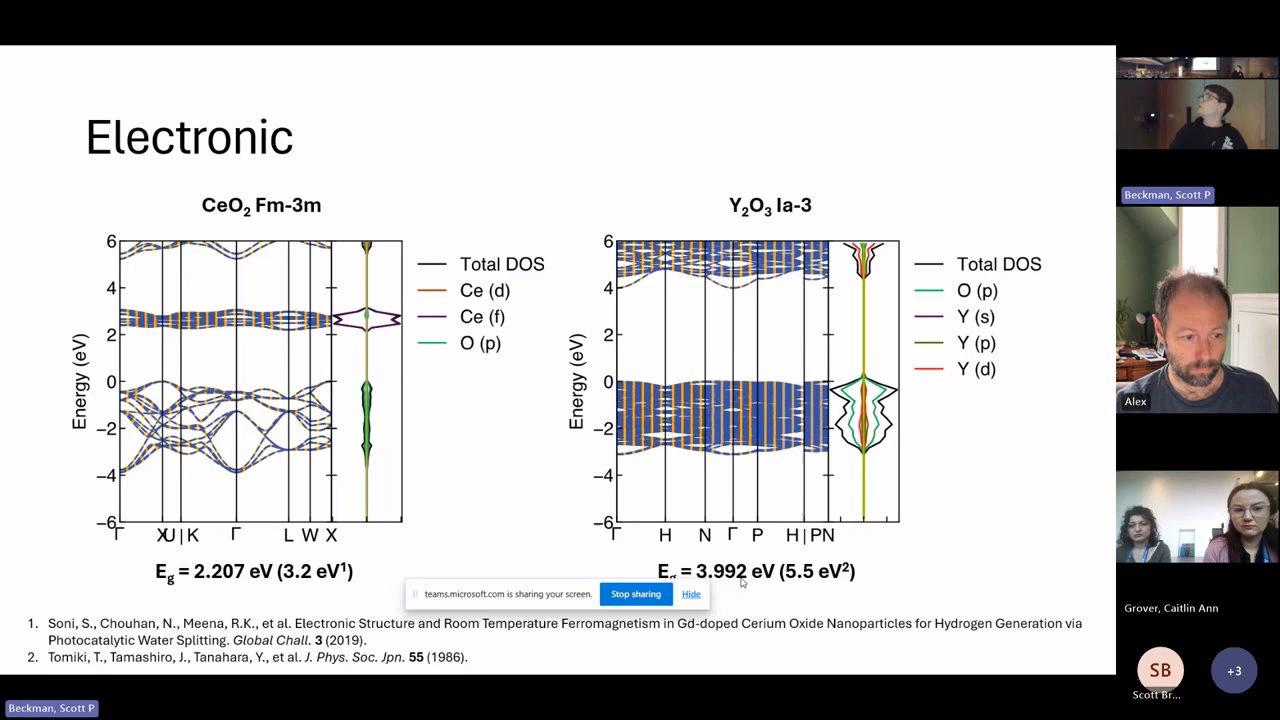 Electronic
CeO2 Fm-3m
Y2O3 Ia-3
6
4
2
0
−2
−4
−6
Energy (eV)
Γ X U | K Γ L W X
Total DOS
Ce (d)
Ce (f)
O (p)
6
4
2
0
−2
−4
−6
Energy (eV)
Γ H N Γ P H | P N
Total DOS
O (p)
Y (s)
Y (p)
Y (d)
Eg = 2.207 eV (3.2 eV1)
Eg = 3.992 eV (5.5 eV2)
teams.microsoft.com is sharing your screen.
Stop sharing
Hide
1. Soni, S., Chouhan, N., Meena, R.K., et al. Electronic Structure and Room Temperature Ferromagnetism in Gd-doped Cerium Oxide Nanoparticles for Hydrogen Generation via
Photocatalytic Water Splitting. Global Chall. 3 (2019).
2. Tomiki, T., Tamashiro, J., Tanahara, Y., et al. J. Phys. Soc. Jpn. 55 (1986).
Beckman, Scott P
Beckman, Scott P
Alex
Grover, Caitlin Ann
SB
Scott Br...
+3